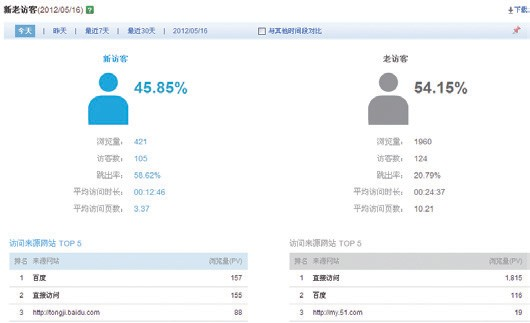 新老访客(2012/05/16) ?
下载
今天 | 昨天 | 最近7天 | 最近30天 | 2012/05/16 与其他时间段对比
新访客
45.85%
浏览量： 421
访客数： 105
跳出率： 58.62%
平均访问时长： 00:12:46
平均访问页数： 3.37
老访客
54.15%
浏览量： 1960
访客数： 124
跳出率： 20.79%
平均访问时长： 00:24:37
平均访问页数： 10.21
访问来源网站 TOP 5
排名 来源网站 浏览量(PV)
1 百度 157
2 直接访问 155
3 http://tongji.baidu.com 88
访问来源网站 TOP 5
排名 来源网站 浏览量(PV)
1 直接访问 1,815
2 百度 116
3 http://my.51.com 19